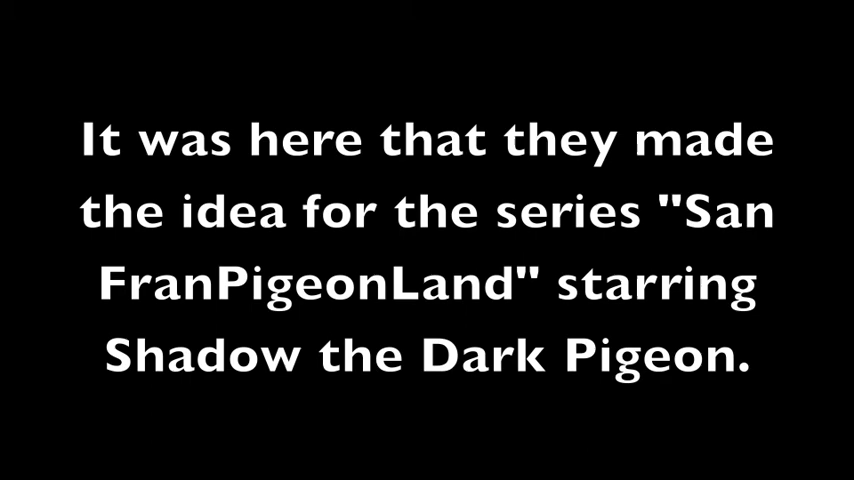 It was here that they made
the idea for the series "San
FranPigeonLand" starring
Shadow the Dark Pigeon.